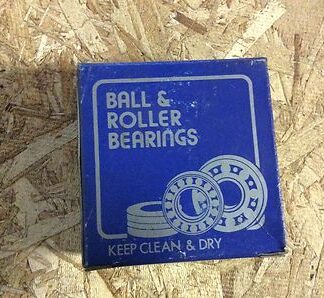 BALL &
ROLLER
BEARINGS
KEEP CLEAN & DRY